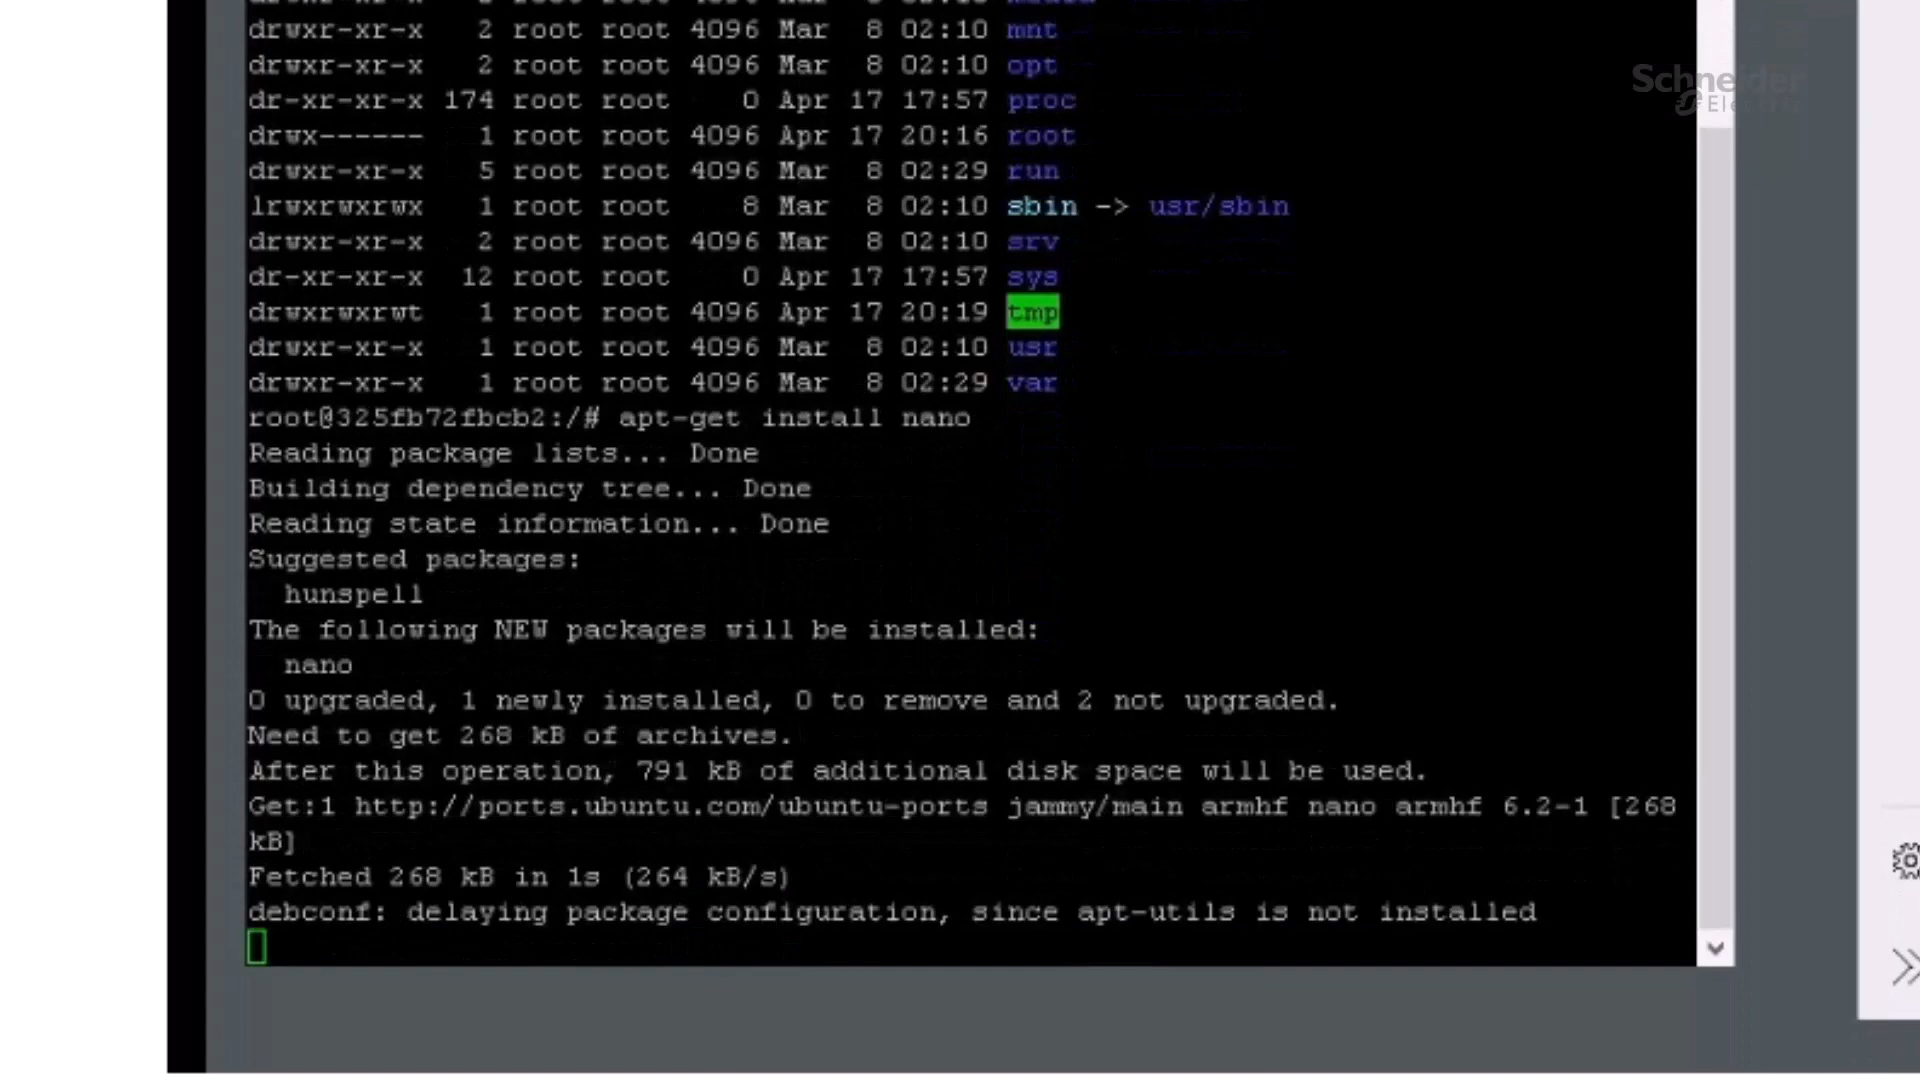 drwxr-xr-x   2 root root 4096 Mar  8 02:10 mnt
drwxr-xr-x   2 root root 4096 Mar  8 02:10 opt
dr-xr-xr-x 174 root root    0 Apr 17 17:57 proc
drwx------   1 root root 4096 Apr 17 20:16 root
drwxr-xr-x   5 root root 4096 Mar  8 02:29 run
lrwxrwxrwx   1 root root    8 Mar  8 02:10 sbin -> usr/sbin
drwxr-xr-x   2 root root 4096 Mar  8 02:10 srv
dr-xr-xr-x  12 root root    0 Apr 17 17:57 sys
drwxrwxrwt   1 root root 4096 Apr 17 20:19 tmp
drwxr-xr-x   1 root root 4096 Mar  8 02:10 usr
drwxr-xr-x   1 root root 4096 Mar  8 02:29 var
root@325fb72fbcb2:/# apt-get install nano
Reading package lists... Done
Building dependency tree... Done
Reading state information... Done
Suggested packages:
  hunspell
The following NEW packages will be installed:
  nano
0 upgraded, 1 newly installed, 0 to remove and 2 not upgraded.
Need to get 268 kB of archives.
After this operation, 791 kB of additional disk space will be used.
Get:1 http://ports.ubuntu.com/ubuntu-ports jammy/main armhf nano armhf 6.2-1 [268
kB]
Fetched 268 kB in 1s (264 kB/s)
debconf: delaying package configuration, since apt-utils is not installed
Schneider
Electric